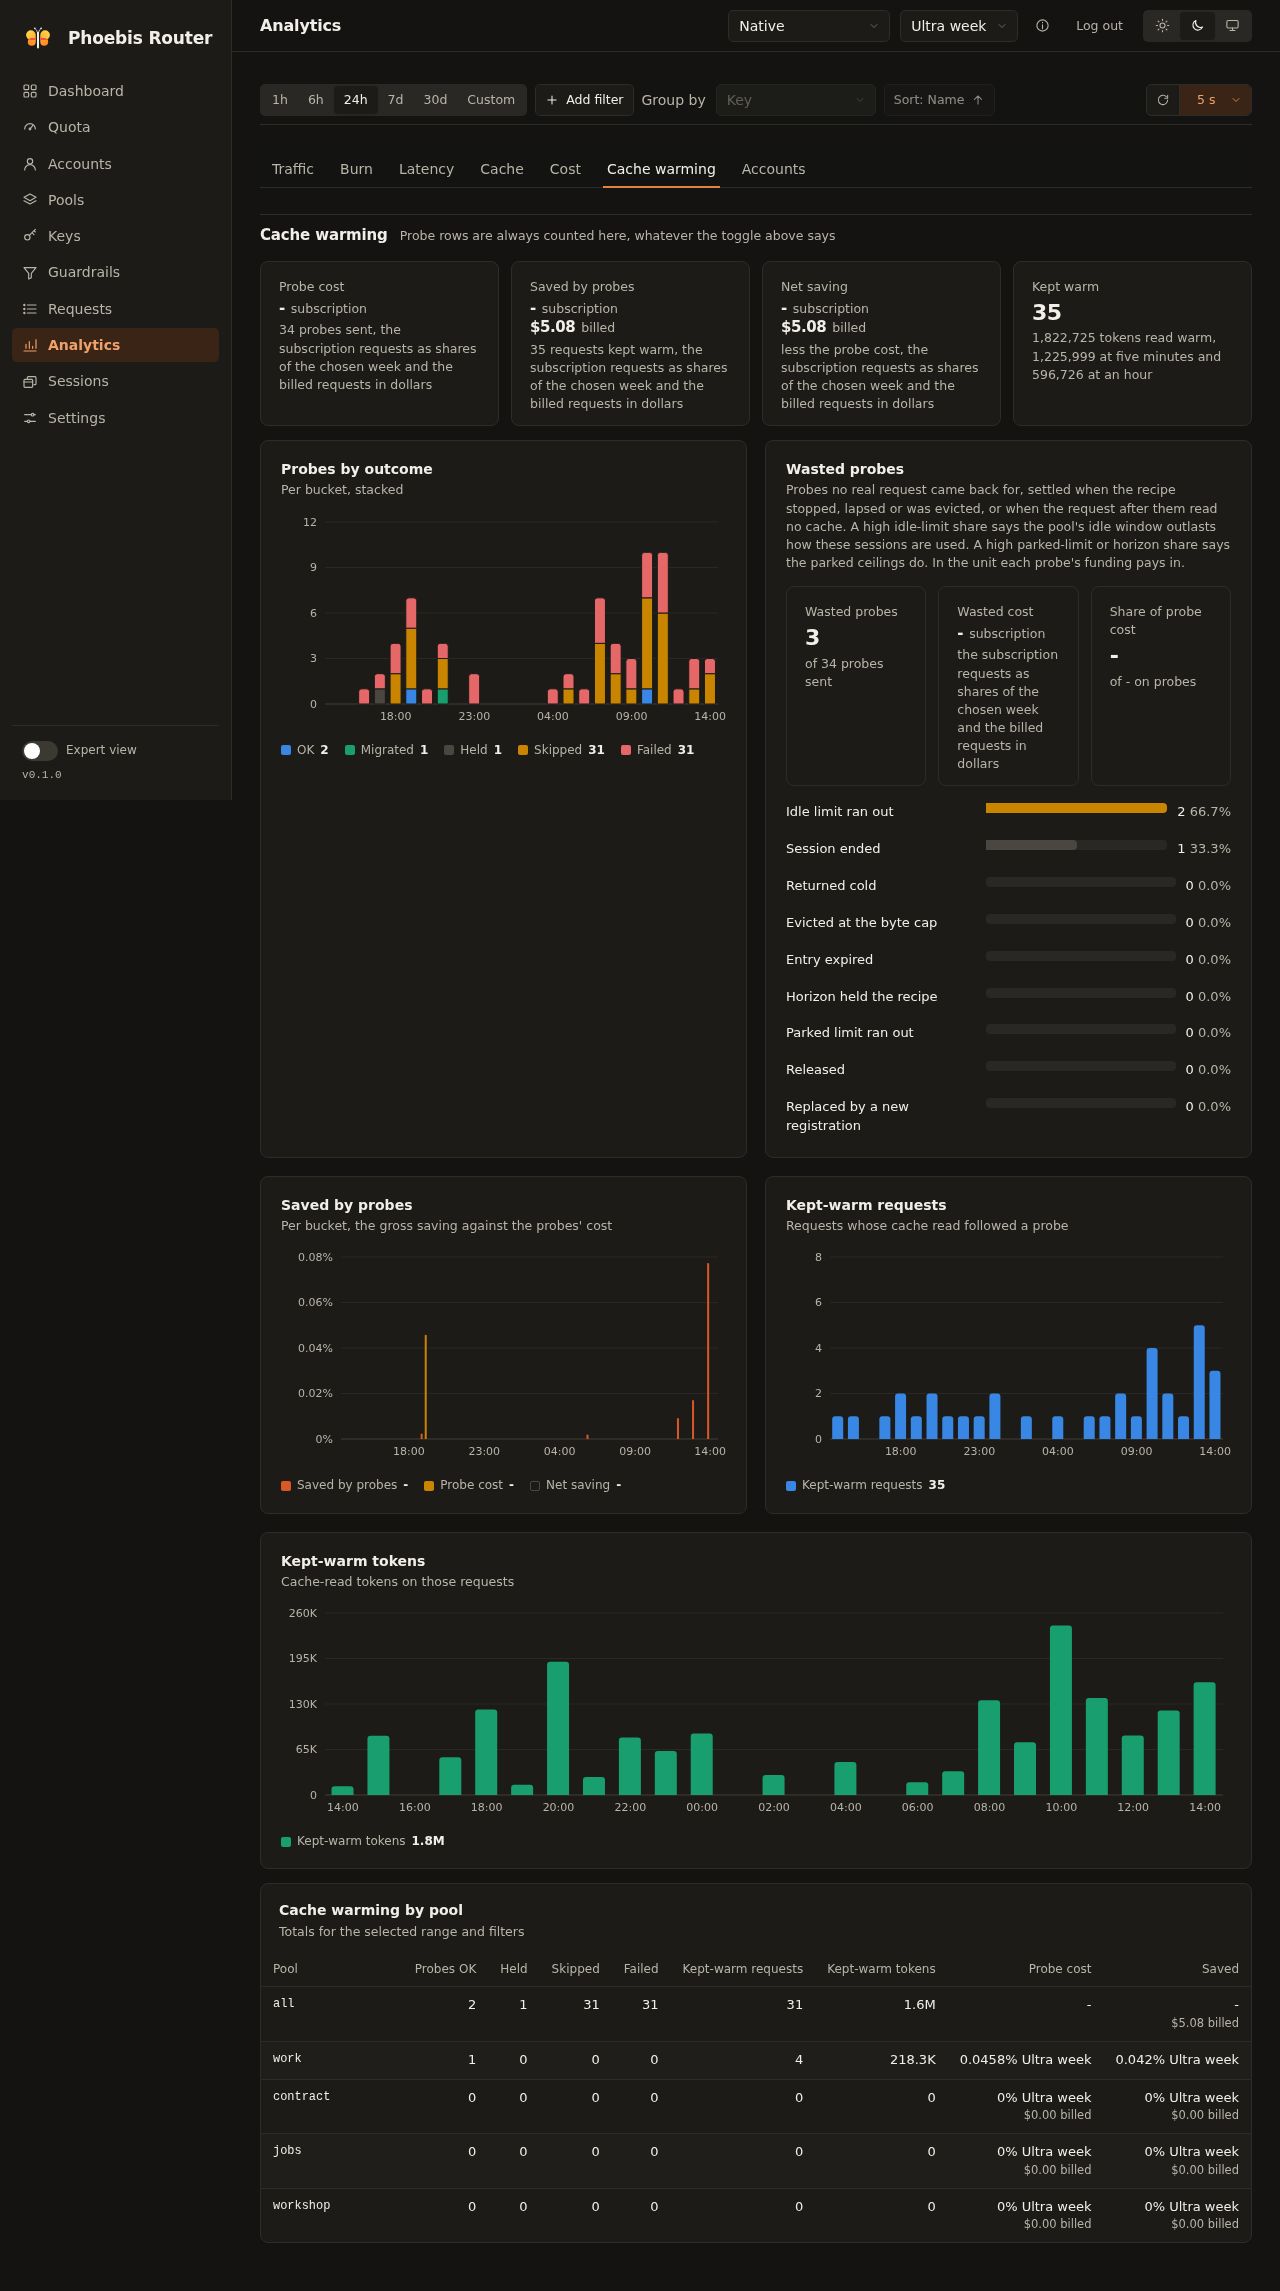 Phoebis Router
Analytics
Native
Ultra week
Log out
Dashboard
Quota
Accounts
Pools
Keys
Guardrails
Requests
Analytics
Sessions
Settings
Expert view
v0.1.0
1h 6h 24h 7d 30d Custom
Add filter
Group by
Key
Sort: Name
5 s
Traffic Burn Latency Cache Cost Cache warming Accounts
Cache warming
Probe rows are always counted here, whatever the toggle above says
Probe cost
- subscription
34 probes sent, the
subscription requests as shares
of the chosen week and the
billed requests in dollars
Saved by probes
- subscription
$5.08 billed
35 requests kept warm, the
subscription requests as shares
of the chosen week and the
billed requests in dollars
Net saving
- subscription
$5.08 billed
less the probe cost, the
subscription requests as shares
of the chosen week and the
billed requests in dollars
Kept warm
35
1,822,725 tokens read warm,
1,225,999 at five minutes and
596,726 at an hour
Probes by outcome
Per bucket, stacked
12
9
6
3
0
18:00 23:00 04:00 09:00 14:00
OK 2 Migrated 1 Held 1 Skipped 31 Failed 31
Wasted probes
Probes no real request came back for, settled when the recipe
stopped, lapsed or was evicted, or when the request after them read
no cache. A high idle-limit share says the pool's idle window outlasts
how these sessions are used. A high parked-limit or horizon share says
the parked ceilings do. In the unit each probe's funding pays in.
Wasted probes
3
of 34 probes
sent
Wasted cost
- subscription
the subscription
requests as
shares of the
chosen week
and the billed
requests in
dollars
Share of probe
cost
-
of - on probes
Idle limit ran out 2 66.7%
Session ended 1 33.3%
Returned cold 0 0.0%
Evicted at the byte cap 0 0.0%
Entry expired 0 0.0%
Horizon held the recipe 0 0.0%
Parked limit ran out 0 0.0%
Released 0 0.0%
Replaced by a new 0 0.0%
registration
Saved by probes
Per bucket, the gross saving against the probes' cost
0.08%
0.06%
0.04%
0.02%
0%
18:00 23:00 04:00 09:00 14:00
Saved by probes - Probe cost - Net saving -
Kept-warm requests
Requests whose cache read followed a probe
8
6
4
2
0
18:00 23:00 04:00 09:00 14:00
Kept-warm requests 35
Kept-warm tokens
Cache-read tokens on those requests
260K
195K
130K
65K
0
14:00 16:00 18:00 20:00 22:00 00:00 02:00 04:00 06:00 08:00 10:00 12:00 14:00
Kept-warm tokens 1.8M
Cache warming by pool
Totals for the selected range and filters
Pool Probes OK Held Skipped Failed Kept-warm requests Kept-warm tokens Probe cost Saved
all 2 1 31 31 31 1.6M - -
$5.08 billed
work 1 0 0 0 4 218.3K 0.0458% Ultra week 0.042% Ultra week
contract 0 0 0 0 0 0 0% Ultra week 0% Ultra week
$0.00 billed $0.00 billed
jobs 0 0 0 0 0 0 0% Ultra week 0% Ultra week
$0.00 billed $0.00 billed
workshop 0 0 0 0 0 0 0% Ultra week 0% Ultra week
$0.00 billed $0.00 billed